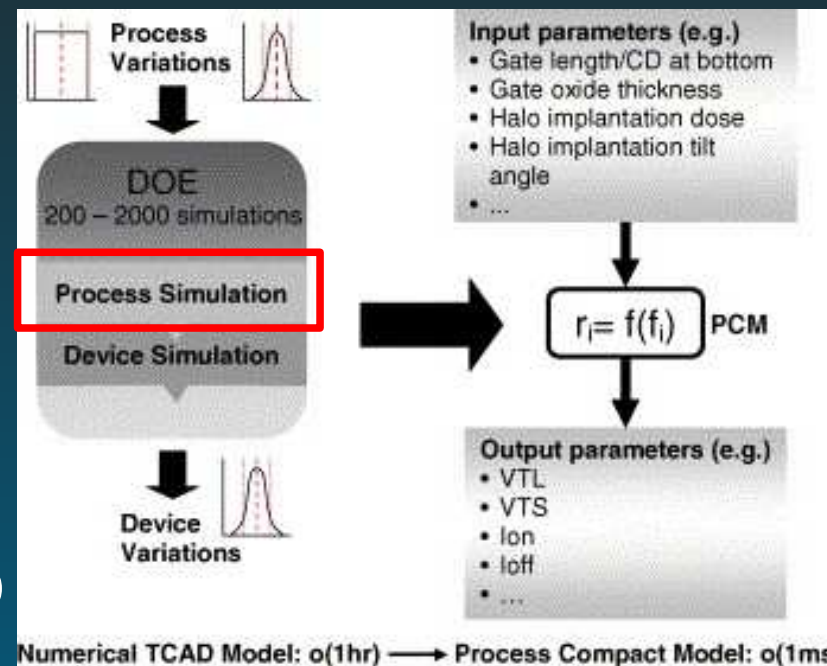 Process
Variations
DOE
200 – 2000 simulations
Process Simulation
Device Simulation
Device
Variations
Input parameters (e.g.)
• Gate length/CD at bottom
• Gate oxide thickness
• Halo implantation dose
• Halo implantation tilt
angle
• ...
rᵢ= f(fᵢ) PCM
Output parameters (e.g.)
• VTL
• VTS
• Ion
• Ioff
• ...
)
Numerical TCAD Model: o(1hr) → Process Compact Model: o(1ms